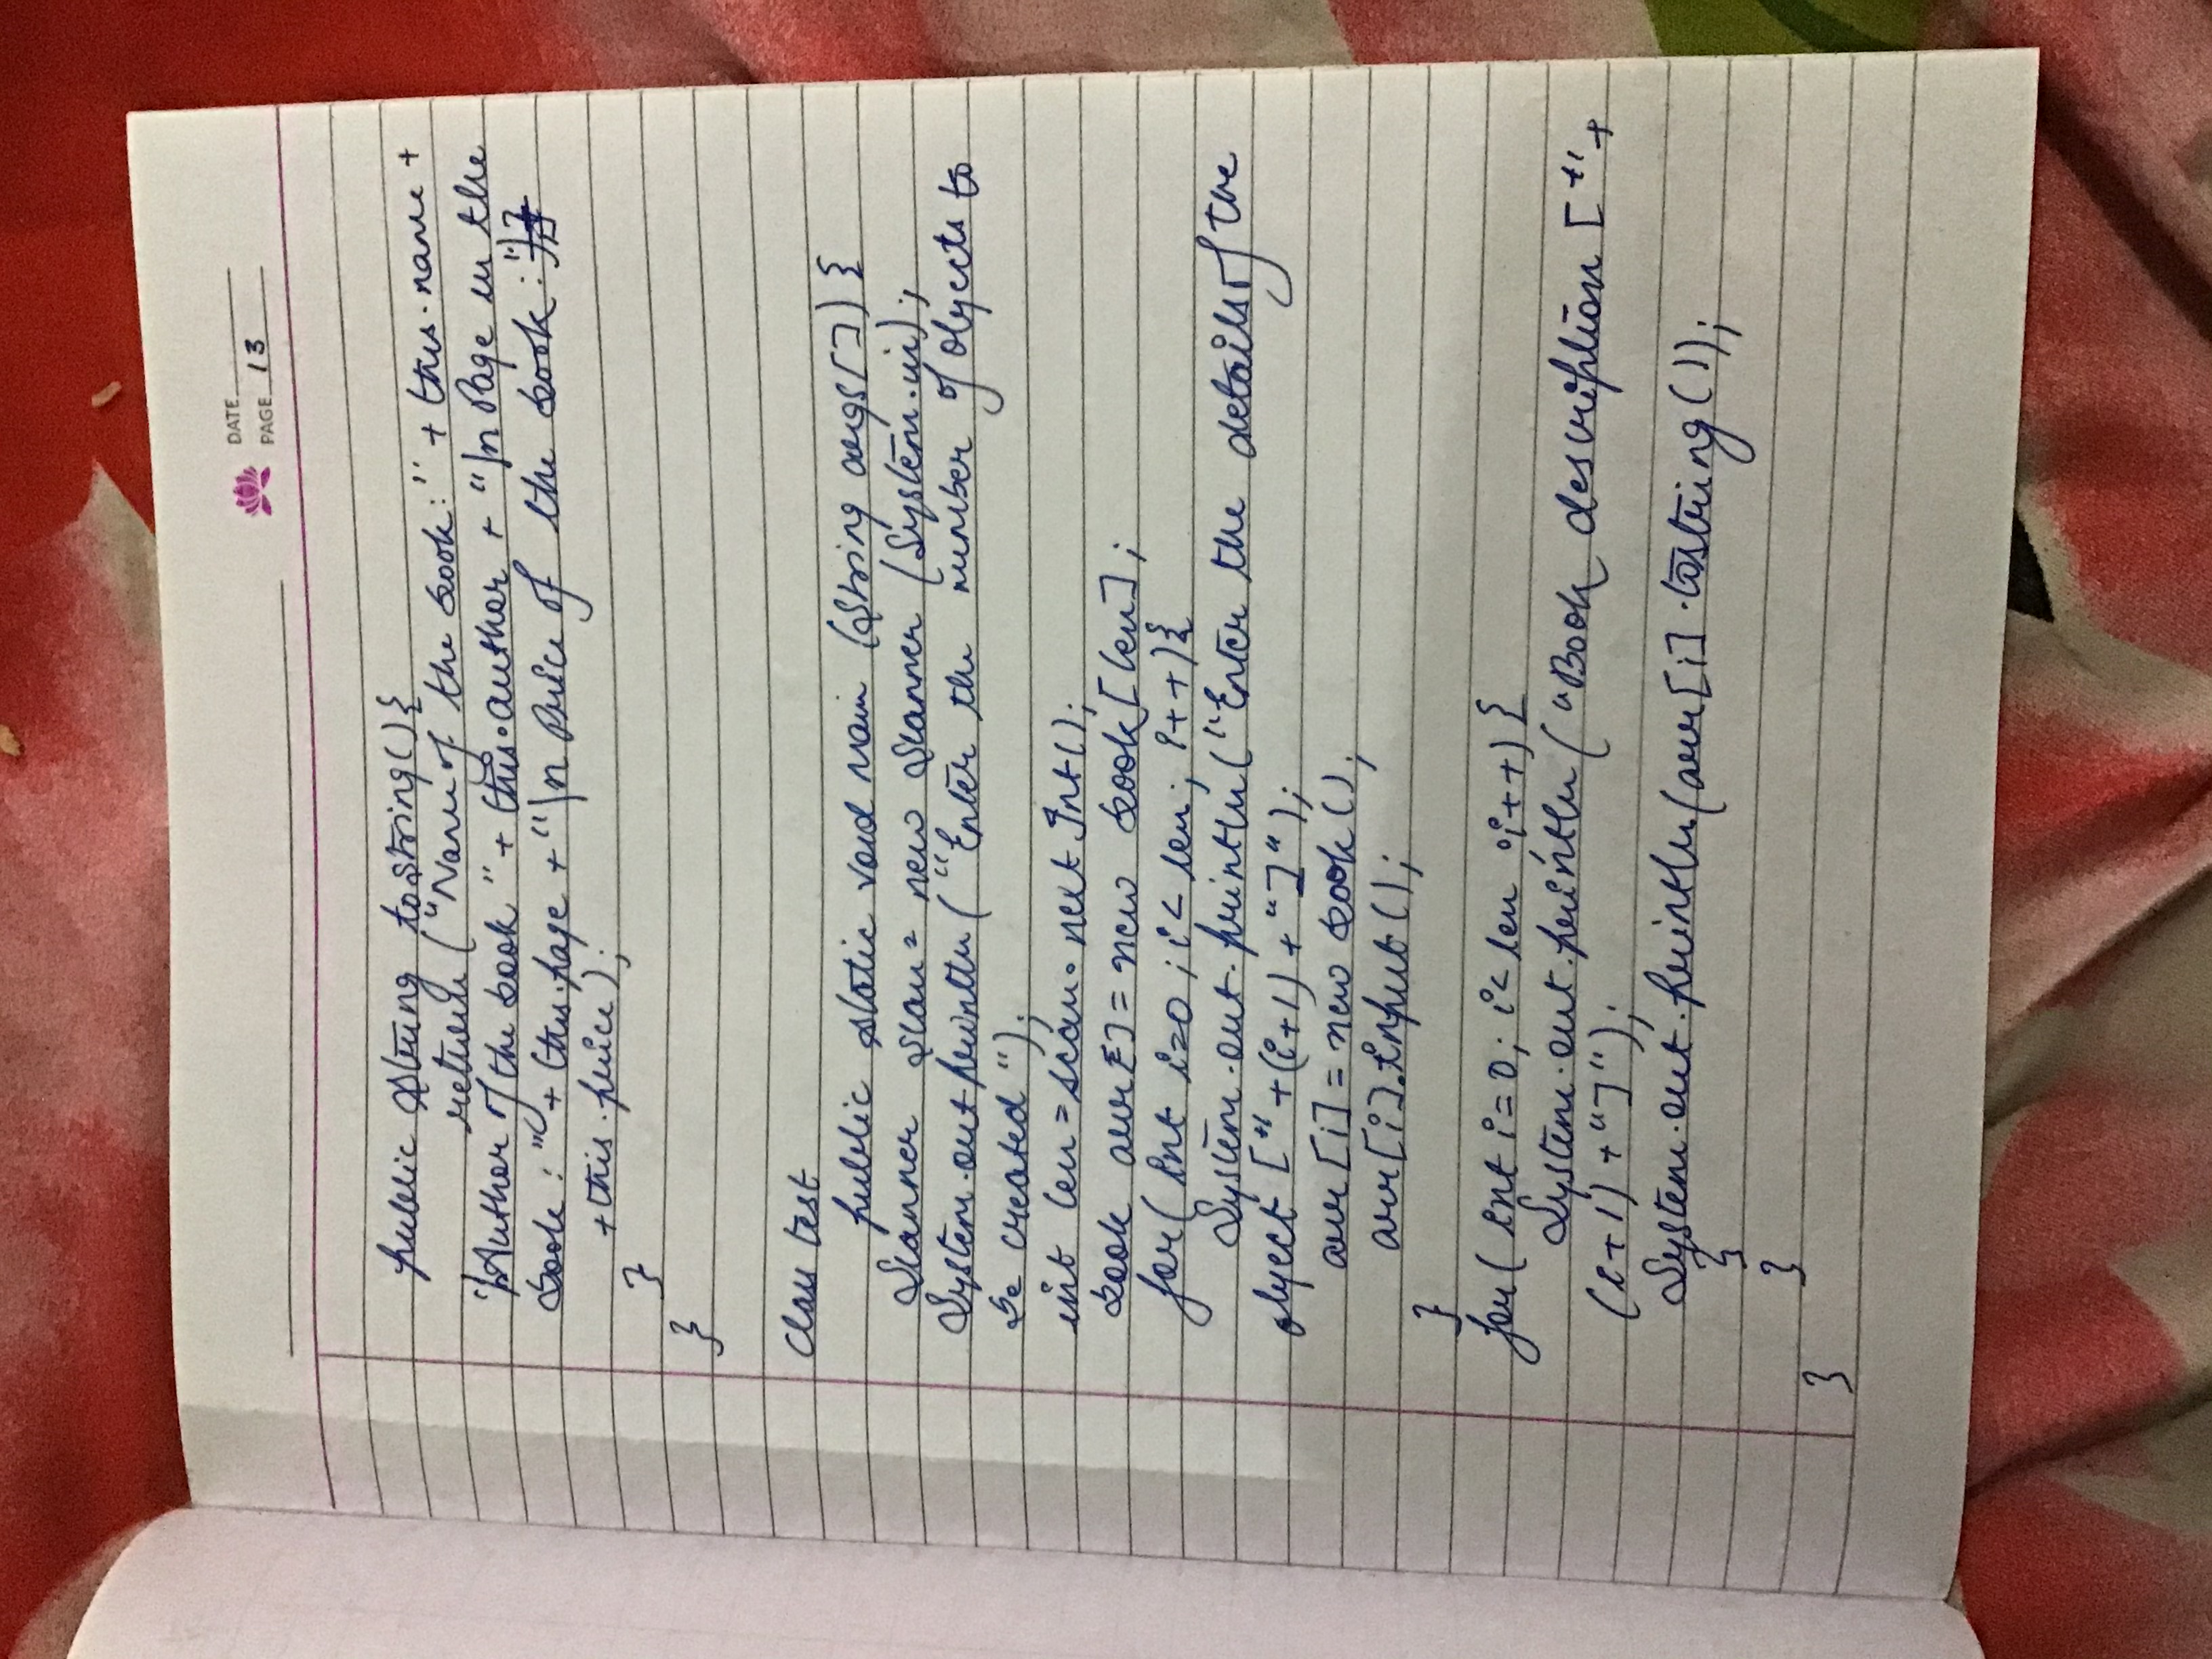 DATE
PAGE 13
public String toString(){
return ("Name of the book:" + this.name +
"\Author of the book" + this.author + "\n Page in the
book:" + this.page + "\n Price of the book:")
+this.price);
}
}
class test
public static void main (String args[]) {
Scanner scan = new Scanner (System.in);
System.out println ("Enter the number of objects to
be created");
int len = scan. next Int();
book arr[] = new book[len];
for( int i=0; i< len; i++){
System.out.println ("Enter the details of the
object ["+(i+1) + "]");
arr[i] = new book();
arr[i].input();
}
for( int i=0; i< len ;i++) {
System.out.println ("Book description ["+
(i+1) +"]");
System.out.println(arr[i].tostring());
}
}
}